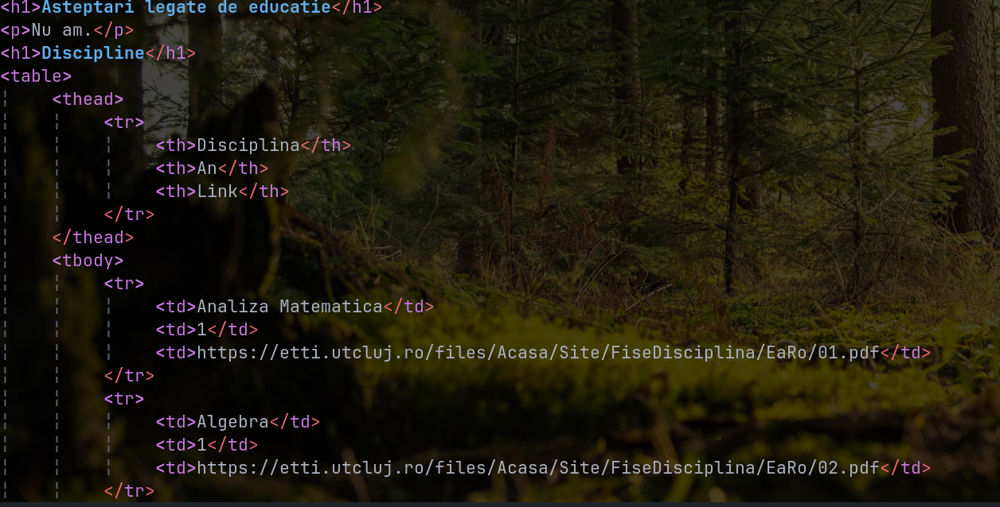 <h1>Asteptari legate de educatie</h1>
<p>Nu am.</p>
<h1>Discipline</h1>
<table>
<thead>
<tr>
<th>Disciplina</th>
<th>An</th>
<th>Link</th>
</tr>
</thead>
<tbody>
<tr>
<td>Analiza Matematica</td>
<td>1</td>
<td>https://etti.utcluj.ro/files/Acasa/Site/FiseDisciplina/EaRo/01.pdf</td>
</tr>
<tr>
<td>Algebra</td>
<td>1</td>
<td>https://etti.utcluj.ro/files/Acasa/Site/FiseDisciplina/EaRo/02.pdf</td>
</tr>